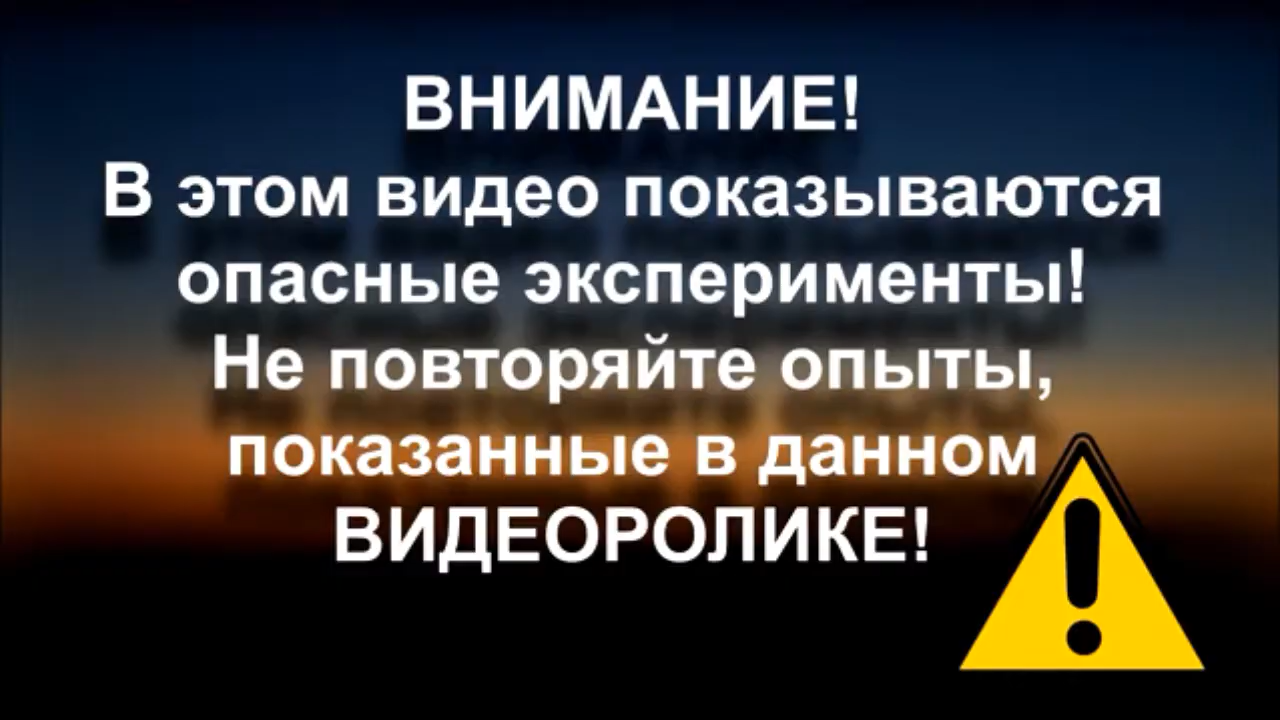 ВНИМАНИЕ!
В этом видео показываются
опасные эксперименты!
Не повторяйте опыты,
показанные в данном
ВИДЕОРОЛИКЕ!